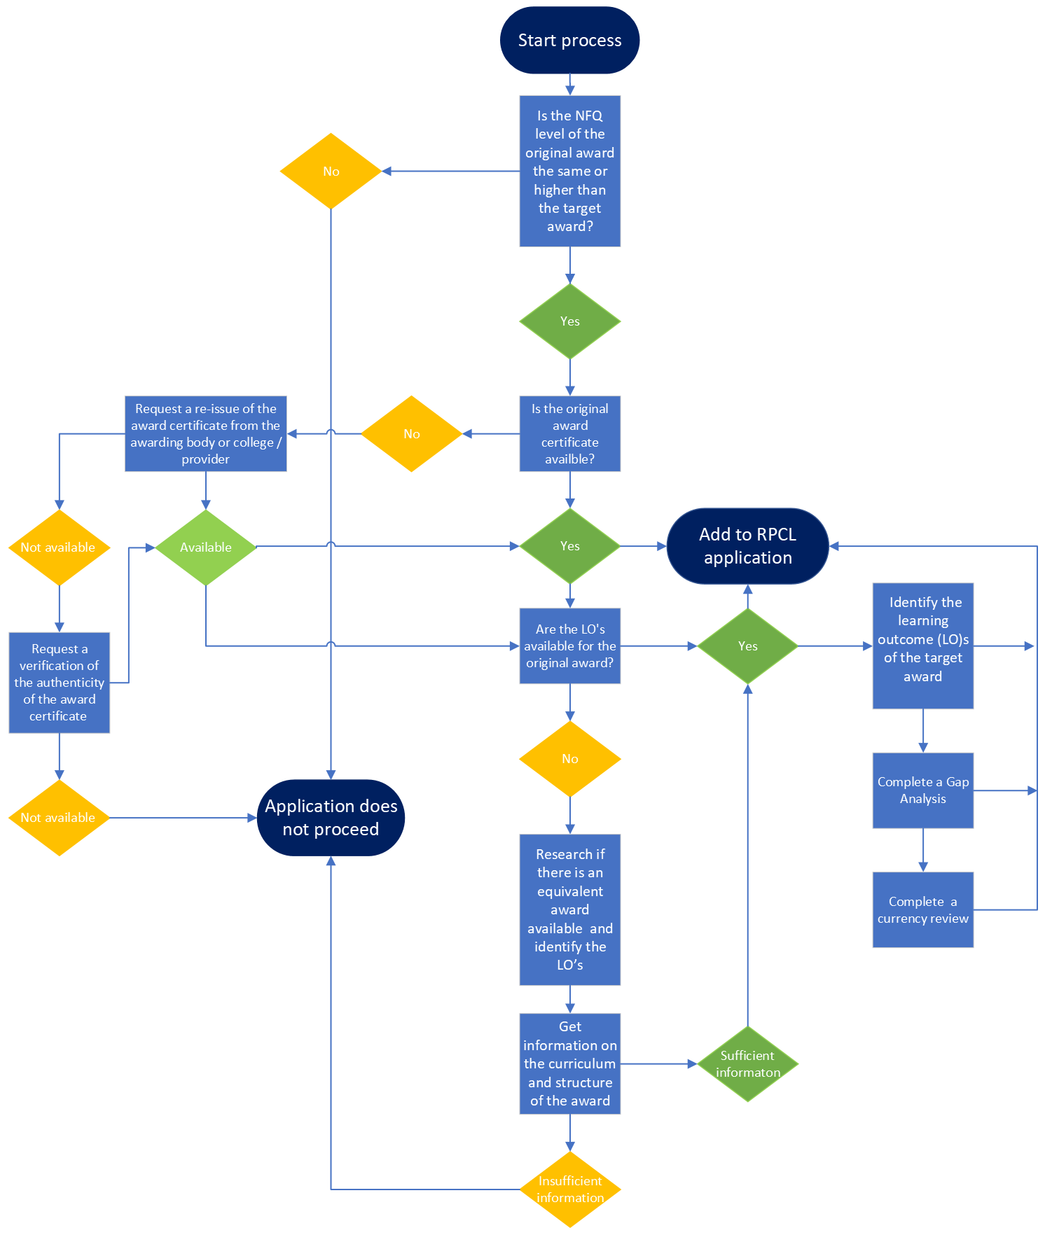 Start process
Is the NFQ
level of the
original award
the same or
higher than
the target
award?
No
Yes
Request a re-issue of the
award certificate from the
awarding body or college /
provider
No
Is the original
award
certificate
availble?
Not available
Available
Yes
Add to RPCL
application
Request a
verification of
the authenticity
of the award
certificate
Are the LO's
available for the
original award?
Yes
Identify the
learning
outcome (LO)s
of the target
award
No
Complete a Gap
Analysis
Not available
Application does
not proceed
Research if
there is an
equivalent
award
available and
identify the
LO’s
Complete a
currency review
Get
information on
the curriculum
and structure
of the award
Sufficient
informaton
Insufficient
information